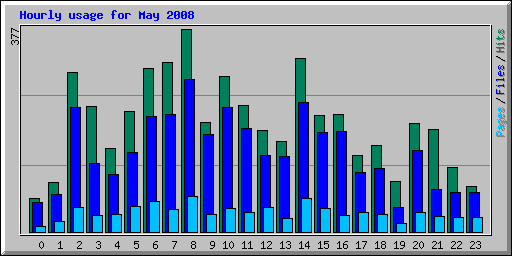 Hourly usage for May 2008
377
Pages/Files/Hits
0 1 2 3 4 5 6 7 8 9 10 11 12 13 14 15 16 17 18 19 20 21 22 23